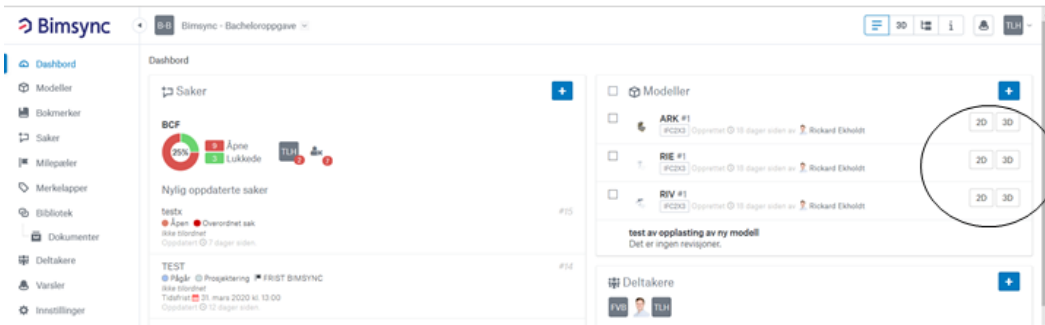 Bimsync
B-B Bimsync - Bacheloroppgave
3D i TLH
Dashbord
Modeller
Bokmerker
Saker
Milepæler
Merkelapper
Bibliotek
Dokumenter
Deltakere
Varsler
Innstillinger
Dashbord
Saker +
BCF
25%
9 Åpne
3 Lukkede
TLH 2
7
Nylig oppdaterte saker
testx #15
Åpen Overordnet sak
Ikke tilordnet
Oppdatert 7 dager siden.
TEST #14
Pågår Prosjektering FRIST BIMSYNC
Ikke tilordnet
Tidsfrist 31. mars 2020 kl. 13:00
Oppdatert 12 dager siden.
Modeller +
ARK #1 2D 3D
IFC2X3 Opprettet 18 dager siden av Rickard Ekholdt
RIE #1 2D 3D
IFC2X3 Opprettet 18 dager siden av Rickard Ekholdt
RIV #1 2D 3D
IFC2X3 Opprettet 18 dager siden av Rickard Ekholdt
test av opplasting av ny modell
Det er ingen revisjoner.
Deltakere +
FVB TLH